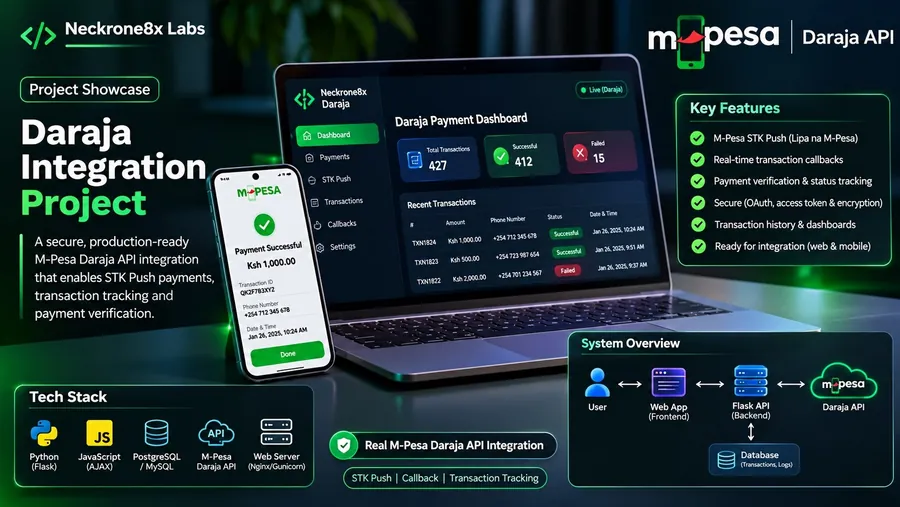 </> Neckrone8x Labs
m-pesa | Daraja API
Project Showcase
Daraja
Integration
Project
A secure, production-ready
M-Pesa Daraja API integration
that enables STK Push payments,
transaction tracking and
payment verification.
M-PESA
Payment Successful
Ksh 1,000.00
Transaction ID
QK2F7B3XY2
Phone Number
+254 712 345 678
Date & Time
Jan 26, 2025, 10:24 AM
Done
Neckrone8x
Daraja
Live (Daraja)
Dashboard
Payments
STK Push
Transactions
Callbacks
Settings
Daraja Payment Dashboard
Total Transactions
427
Successful
412
Failed
15
Recent Transactions
# Amount Phone Number Status Date & Time
TXN1824 Ksh 1,000.00 +254 712 345 678 Successful Jan 26, 2025, 10:24 AM
TXN1823 Ksh 500.00 +254 723 987 654 Successful Jan 26, 2025, 9:51 AM
TXN1822 Ksh 2,000.00 +254 701 234 567 Failed Jan 26, 2025, 9:37 AM
Key Features
M-Pesa STK Push (Lipa na M-Pesa)
Real-time transaction callbacks
Payment verification & status tracking
Secure (OAuth, access token & encryption)
Transaction history & dashboards
Ready for integration (web & mobile)
Tech Stack
JS
API
Python
(Flask)
JavaScript
(AJAX)
PostgreSQL
/ MySQL
M-Pesa
Daraja API
Web Server
(Nginx/Gunicorn)
Real M-Pesa Daraja API Integration
STK Push | Callback | Transaction Tracking
System Overview
m-pesa
User
Web App
(Frontend)
Flask API
(Backend)
Daraja API
Database
(Transactions, Logs)